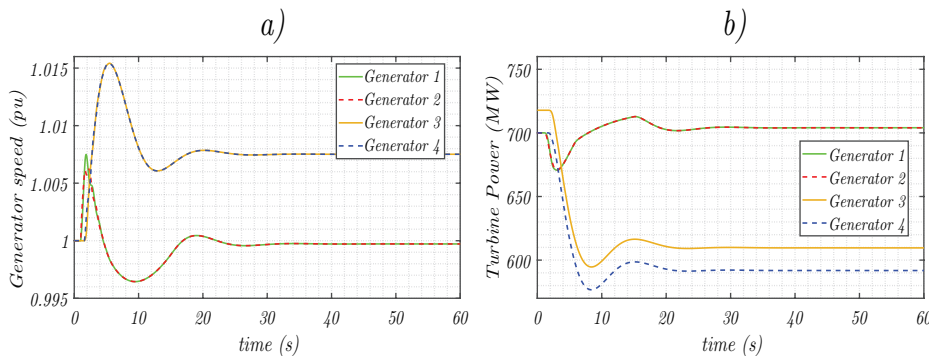 a)
Generator speed (pu)
1.015
1.01
1.005
1
0.995
Generator 1
Generator 2
Generator 3
Generator 4
0 10 20 30 40 50 60
time (s)
b)
Turbine Power (MW)
750
700
650
600
Generator 1
Generator 2
Generator 3
Generator 4
0 10 20 30 40 50 60
time (s)